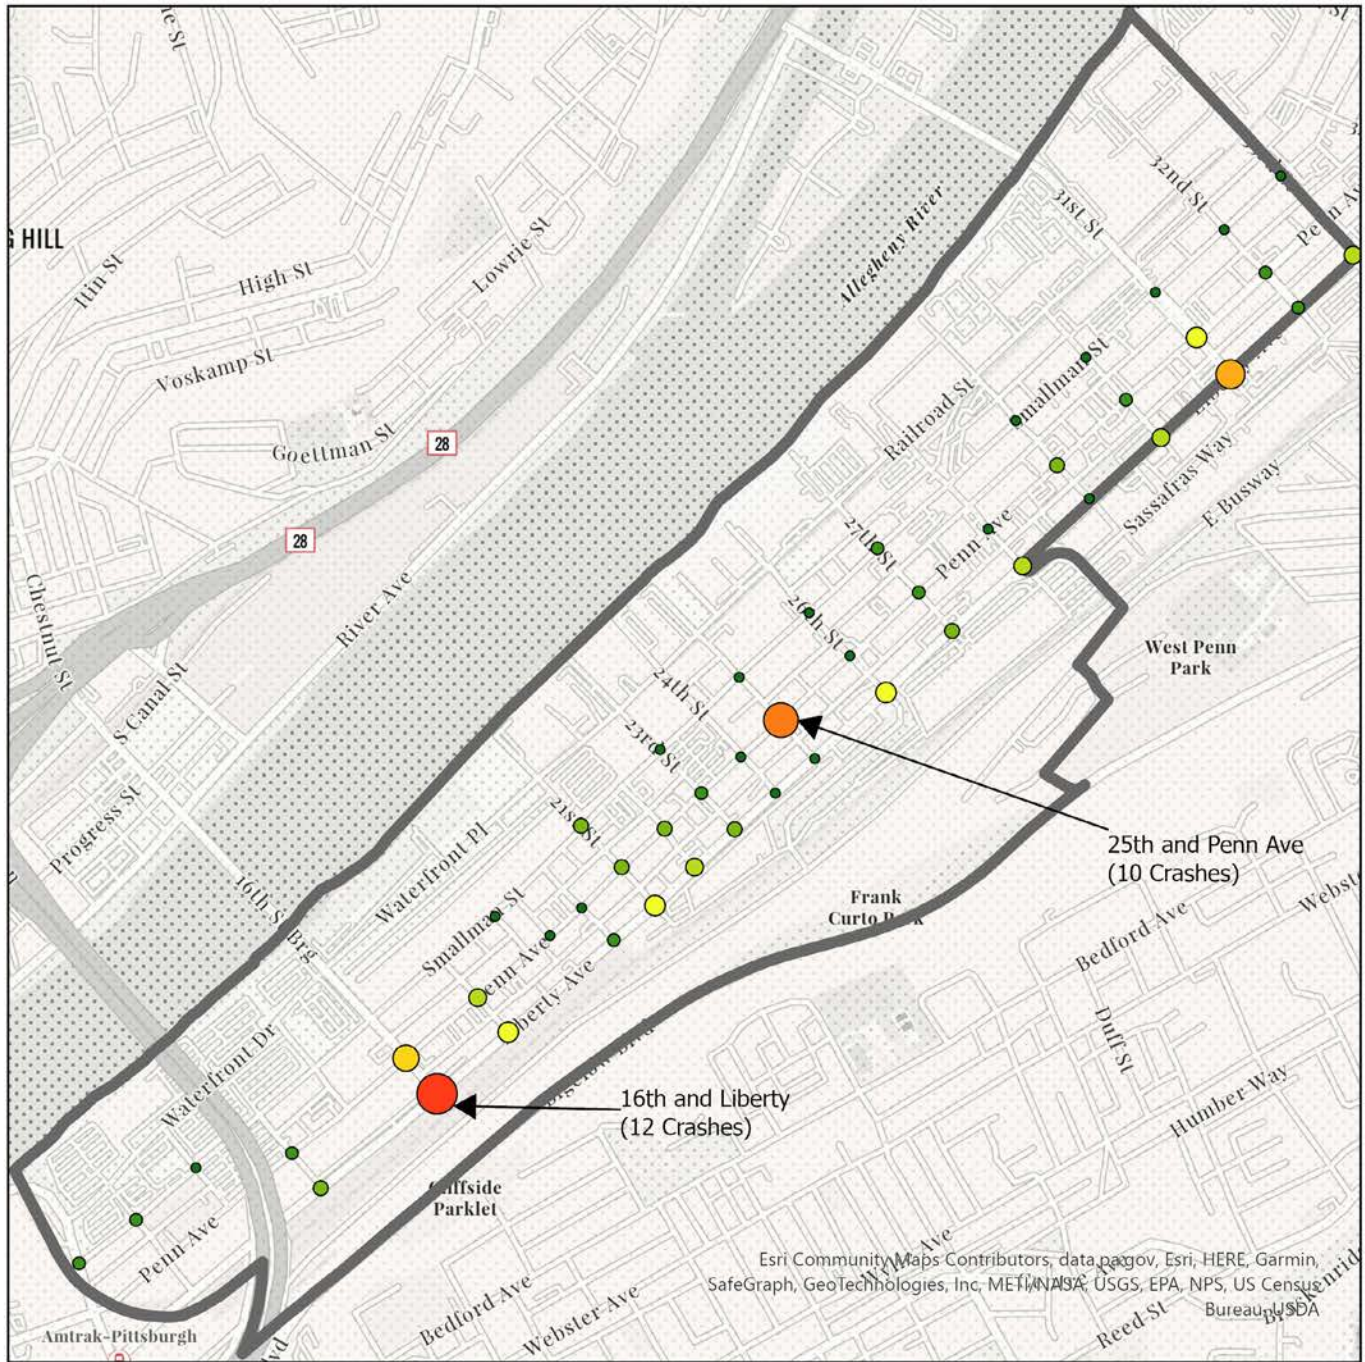 32nd St
31st St
Allegheny River
HILL
Itin St
High St
Lowrie St
Voskamp St
Goettman St
28
28
Smallman St
Railroad St
Sassafras Way
E Busway
Penn Ave
27th St
26th St
24th St
23rd St
21st St
West Penn
Park
Chestnut St
River Ave
S Canal St
Progress St
16th S
Brg
Waterfront Pl
Smallman St
25th and Penn Ave
(10 Crashes)
Frank
Curto
Bedford Ave
Duff St
Humber Way
Waterfront Dr
16th and Liberty
(12 Crashes)
Parklet
Penn Ave
Bedford Ave
Webster Ave
Reed St
Esri Community Maps Contributors, data.pa.gov, Esri, HERE, Garmin,
SafeGraph, GeoTechnologies, Inc, METI/NASA, USGS, EPA, NPS, US Census
Bureau, USDA
Amtrak-Pittsburgh